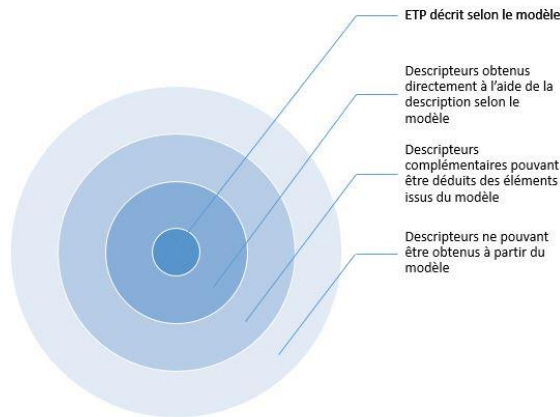 ETP décrit selon le modèle
Descripteurs obtenus
directement à l'aide de la
description selon le
modèle
Descripteurs
complémentaires pouvant
être déduits des éléments
issus du modèle
Descripteurs ne pouvant
être obtenus à partir du
modèle